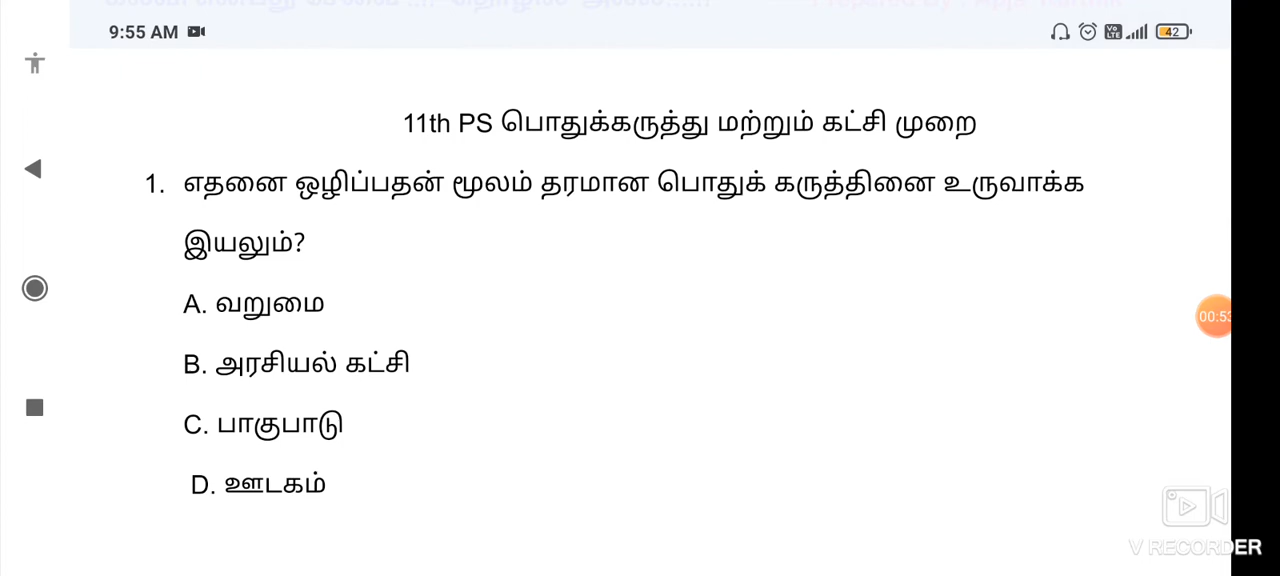 9:55 AM 42
11th PS பொதுக்கருத்து மற்றும் கட்சி முறை
1. எதனை ஒழிப்பதன் மூலம் தரமான பொதுக் கருத்தினை உருவாக்க
இயலும்?
A. வறுமை
B. அரசியல் கட்சி
00:53
C. பாகுபாடு
D. ஊடகம்
V RECORDER